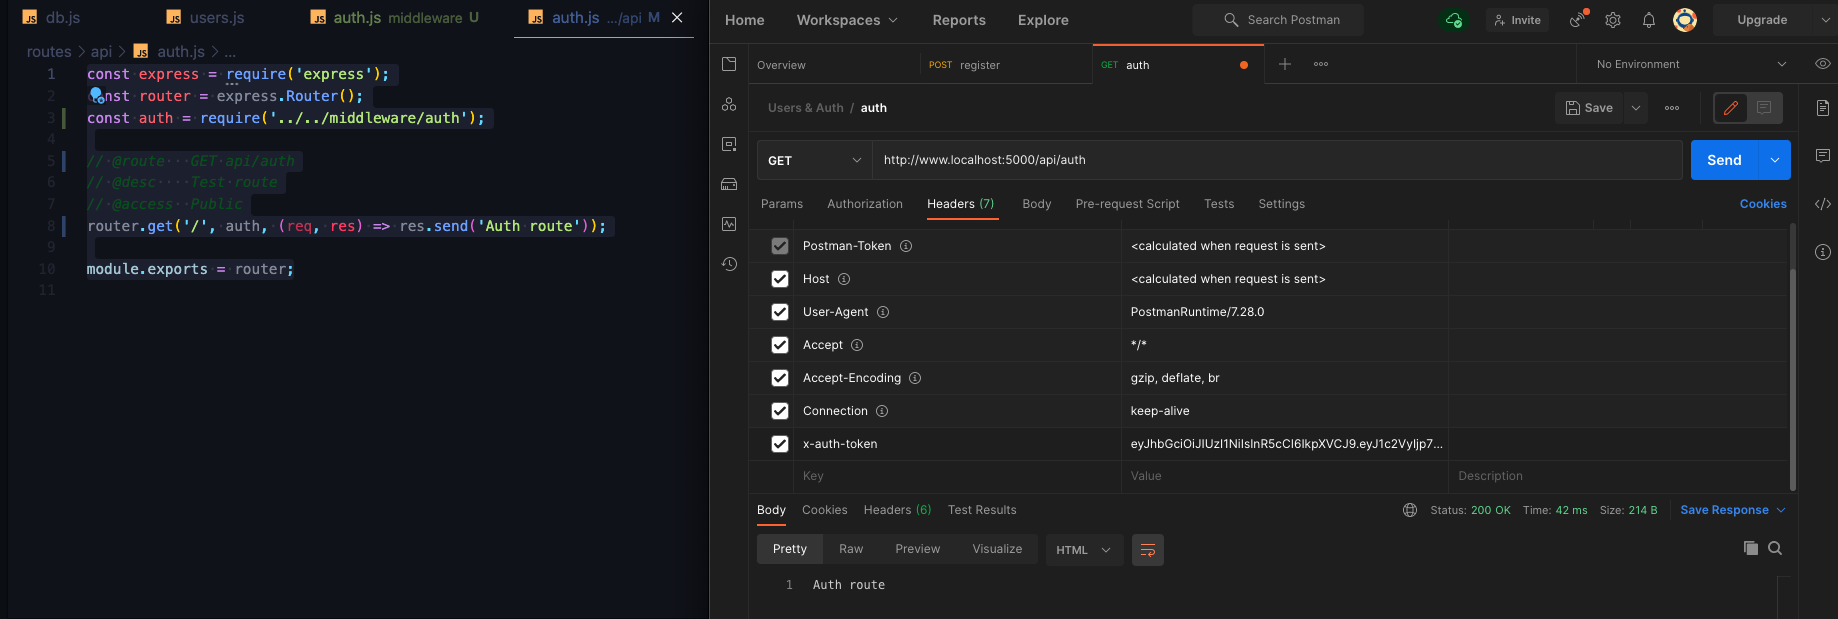 db.js users.js auth.js middleware U auth.js .../api M
routes > api > auth.js > ...
1 const express = require('express');
2 const router = express.Router();
3 const auth = require('../../middleware/auth');
4
5 // @route GET api/auth
6 // @desc Test route
7 // @access Public
8 router.get('/', auth, (req, res) => res.send('Auth route'));
9
10 module.exports = router;
11
Home Workspaces Reports Explore Search Postman Invite Upgrade
Overview POST register GET auth No Environment
Users & Auth / auth Save
GET http://www.localhost:5000/api/auth Send
Params Authorization Headers (7) Body Pre-request Script Tests Settings Cookies
Postman-Token <calculated when request is sent>
Host <calculated when request is sent>
User-Agent PostmanRuntime/7.28.0
Accept */*
Accept-Encoding gzip, deflate, br
Connection keep-alive
x-auth-token eyJhbGciOiJIUzI1NiIsInR5cCI6IkpXVCJ9.eyJ1c2VyIjp7...
Key Value Description
Body Cookies Headers (6) Test Results Status: 200 OK Time: 42 ms Size: 214 B Save Response
Pretty Raw Preview Visualize HTML
1 Auth route